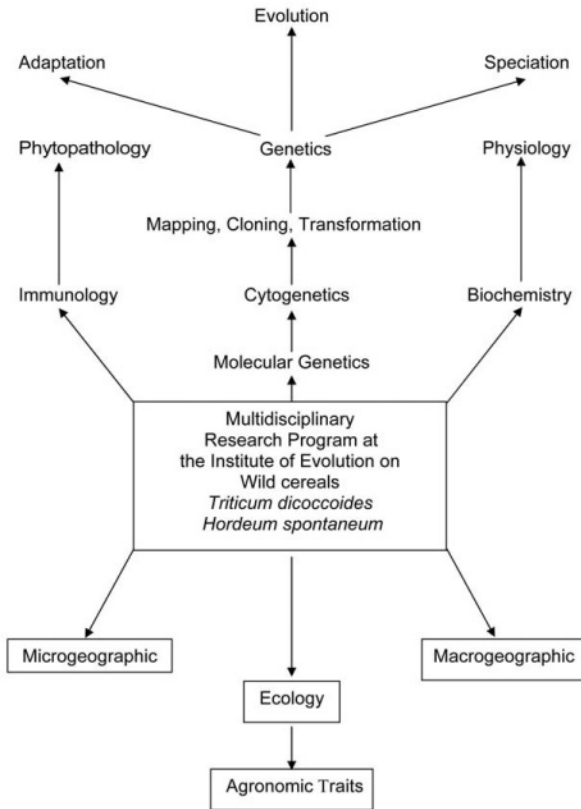 Evolution
Adaptation
Speciation
Phytopathology
Genetics
Physiology
Mapping, Cloning, Transformation
Immunology
Cytogenetics
Biochemistry
Molecular Genetics
Multidisciplinary
Research Program at
the Institute of Evolution on
Wild cereals
Triticum dicoccoides
Hordeum spontaneum
Microgeographic
Macrogeographic
Ecology
Agronomic Traits